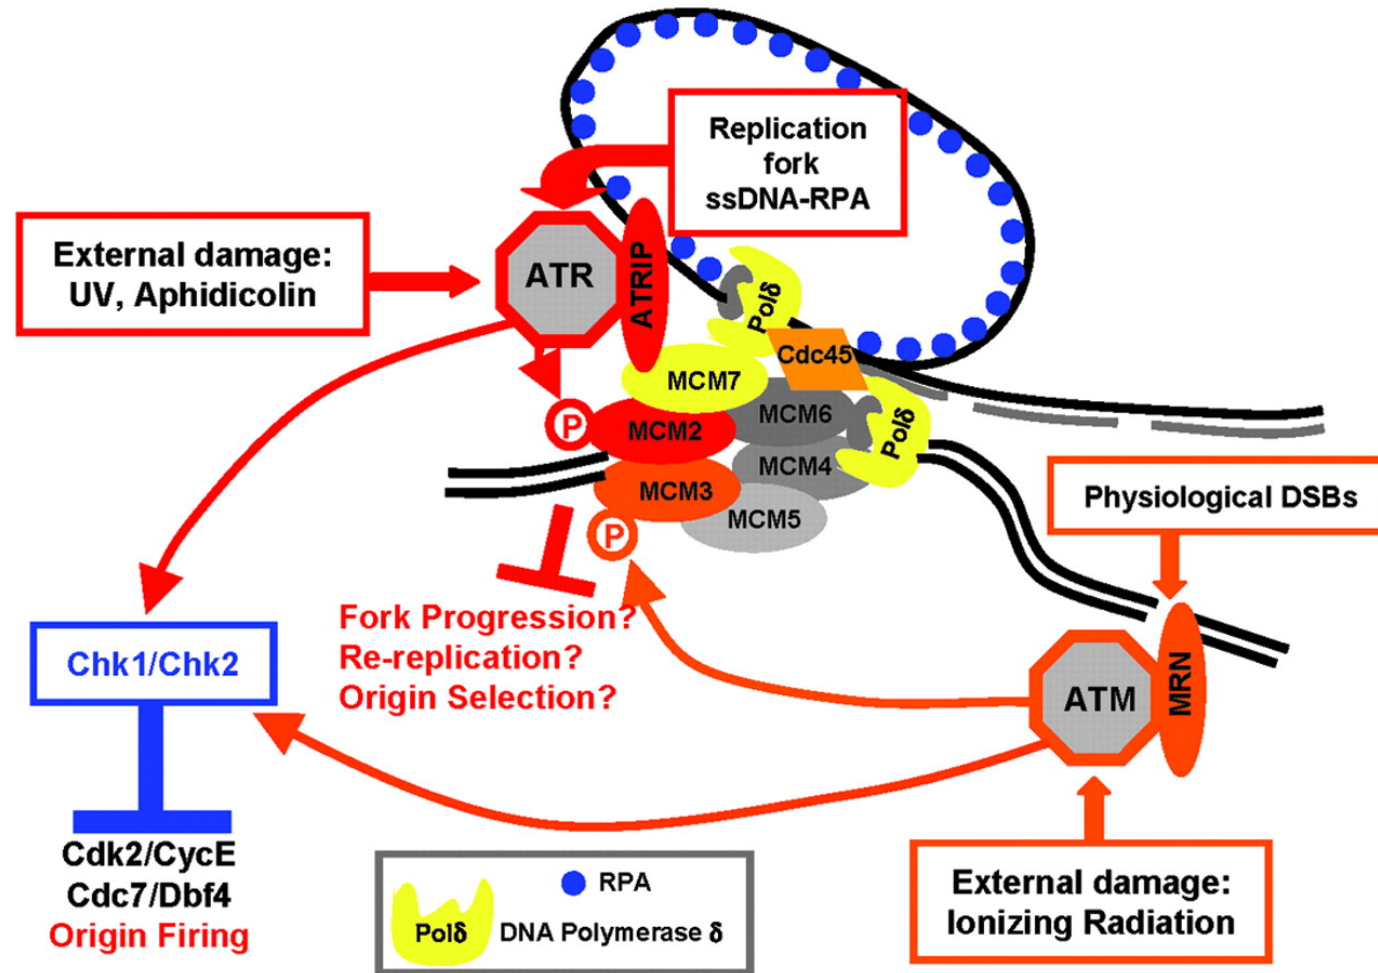 Replication
fork
ssDNA-RPA
External damage:
UV, Aphidicolin
ATR
ATRIP
Polδ
Cdc45
MCM7
MCM6
Polδ
P
MCM2
MCM4
MCM3
MCM5
P
Physiological DSBs
Fork Progression?
Re-replication?
Origin Selection?
Chk1/Chk2
ATM
MRN
Cdk2/CycE
Cdc7/Dbf4
Origin Firing
RPA
Polδ DNA Polymerase δ
External damage:
Ionizing Radiation